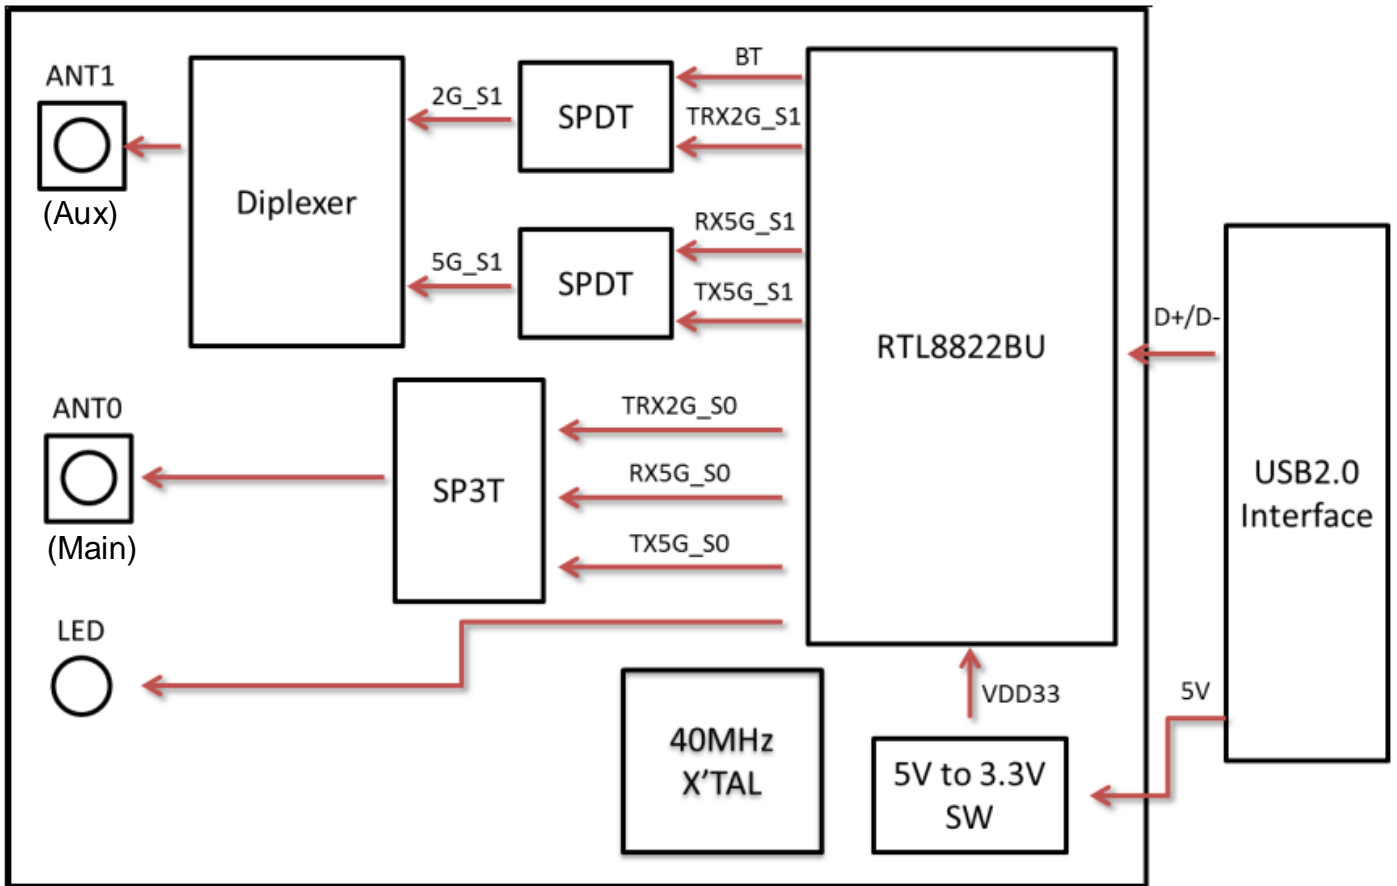 ANT1
(Aux)
Diplexer
2G_S1
5G_S1
SPDT
SPDT
BT
TRX2G_S1
RX5G_S1
TX5G_S1
RTL8822BU
D+/D-
USB2.0
Interface
ANT0
(Main)
SP3T
TRX2G_S0
RX5G_S0
TX5G_S0
LED
40MHz
X'TAL
VDD33
5V to 3.3V
SW
5V